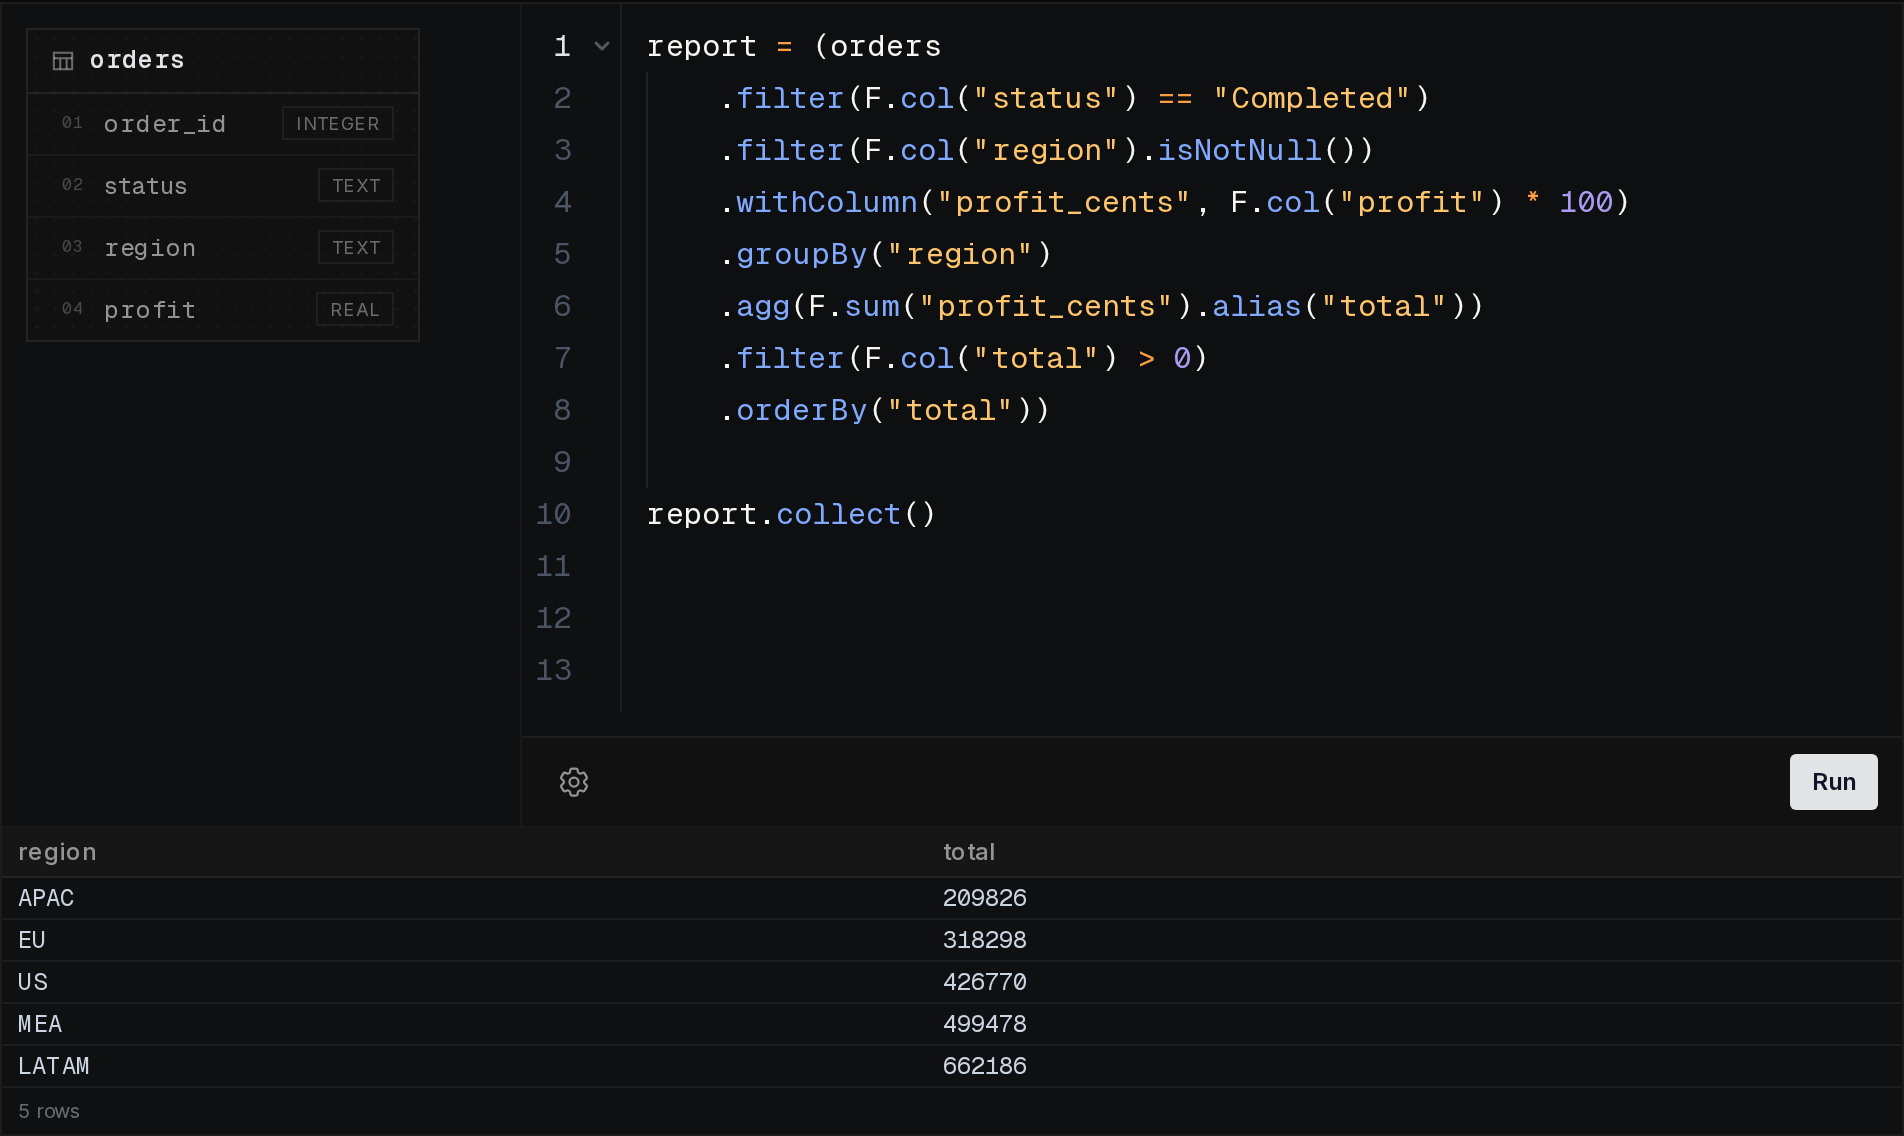 orders
01 order_id INTEGER
02 status TEXT
03 region TEXT
04 profit REAL
1 report = (orders
2     .filter(F.col("status") == "Completed")
3     .filter(F.col("region").isNotNull())
4     .withColumn("profit_cents", F.col("profit") * 100)
5     .groupBy("region")
6     .agg(F.sum("profit_cents").alias("total"))
7     .filter(F.col("total") > 0)
8     .orderBy("total"))
9
10 report.collect()
11
12
13
Run
region total
APAC 209826
EU 318298
US 426770
MEA 499478
LATAM 662186
5 rows